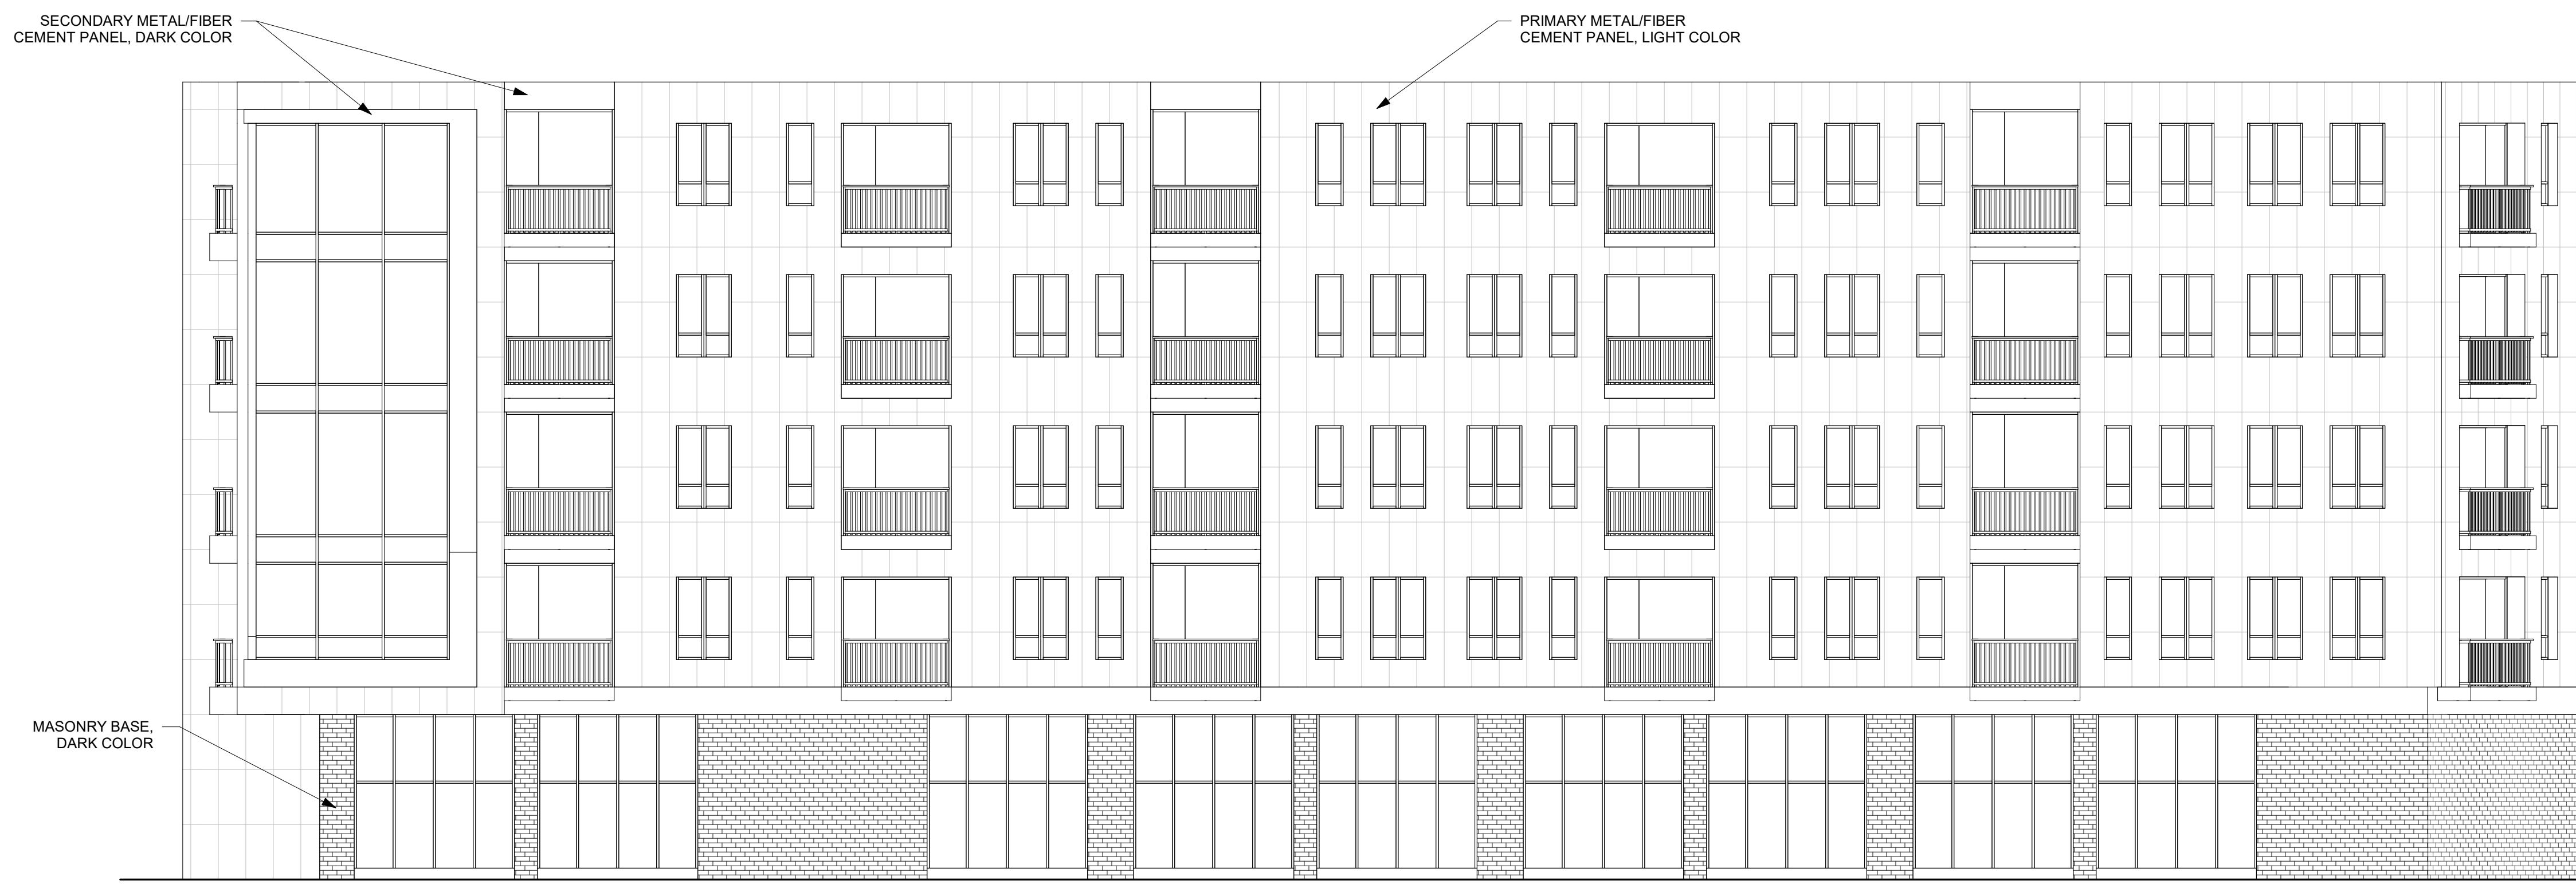 SECONDARY METAL/FIBER
CEMENT PANEL, DARK COLOR
PRIMARY METAL/FIBER
CEMENT PANEL, LIGHT COLOR
MASONRY BASE,
DARK COLOR